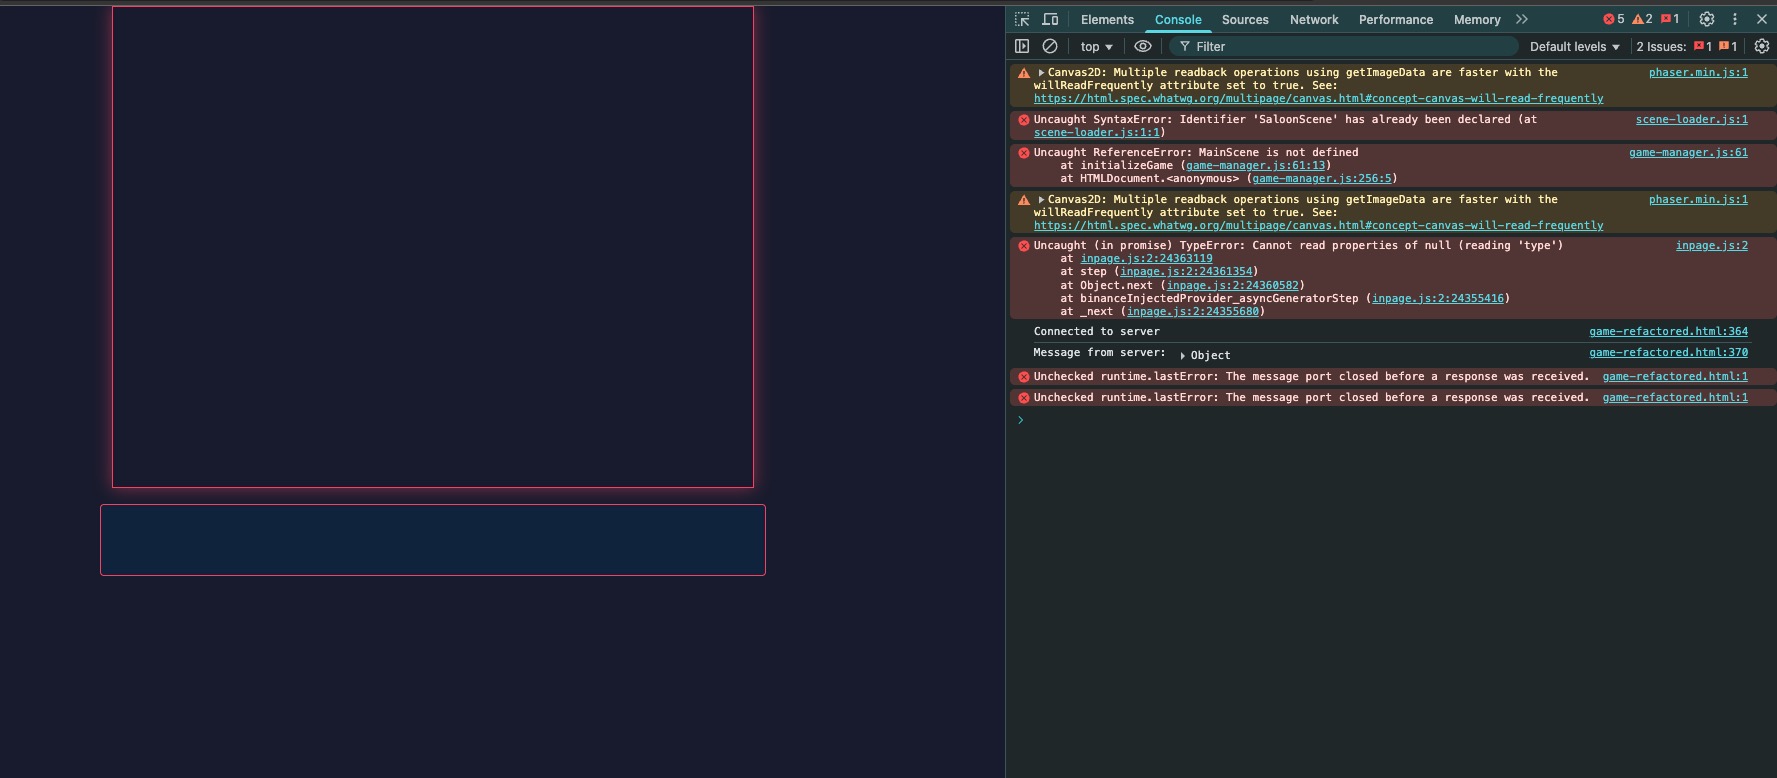 Elements Console Sources Network Performance Memory 5 2 1
top Filter Default levels 2 Issues: 1 1
Canvas2D: Multiple readback operations using getImageData are faster with the phaser.min.js:1
willReadFrequently attribute set to true. See:
https://html.spec.whatwg.org/multipage/canvas.html#concept-canvas-will-read-frequently
Uncaught SyntaxError: Identifier 'SaloonScene' has already been declared (at scene-loader.js:1
scene-loader.js:1:1)
Uncaught ReferenceError: MainScene is not defined game-manager.js:61
at initializeGame (game-manager.js:61:13)
at HTMLDocument.<anonymous> (game-manager.js:256:5)
Canvas2D: Multiple readback operations using getImageData are faster with the phaser.min.js:1
willReadFrequently attribute set to true. See:
https://html.spec.whatwg.org/multipage/canvas.html#concept-canvas-will-read-frequently
Uncaught (in promise) TypeError: Cannot read properties of null (reading 'type') inpage.js:2
at inpage.js:2:24363119
at step (inpage.js:2:24361354)
at Object.next (inpage.js:2:24360582)
at binanceInjectedProvider_asyncGeneratorStep (inpage.js:2:24355416)
at _next (inpage.js:2:24355680)
Connected to server game-refactored.html:364
Message from server: Object game-refactored.html:370
Unchecked runtime.lastError: The message port closed before a response was received. game-refactored.html:1
Unchecked runtime.lastError: The message port closed before a response was received. game-refactored.html:1